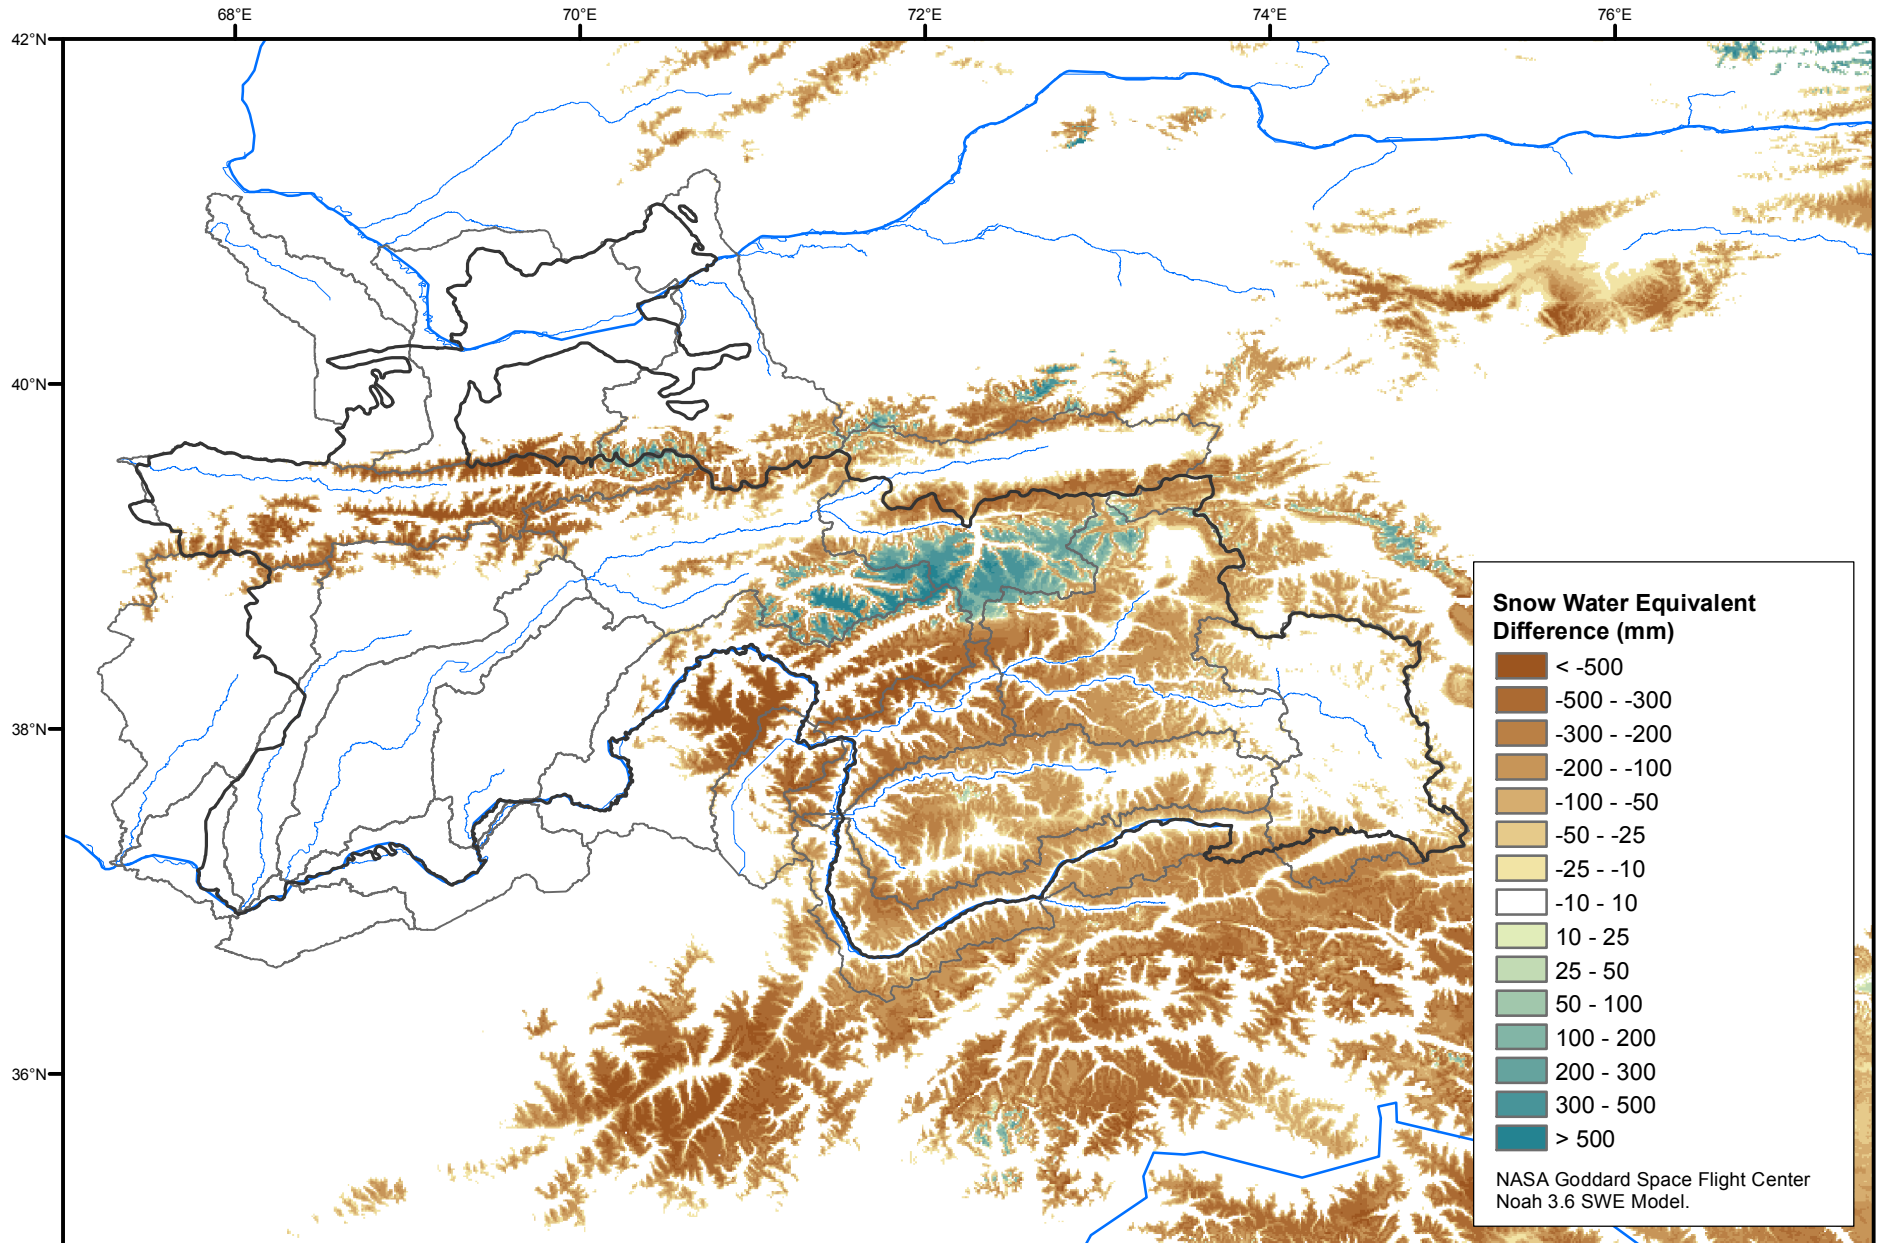 68°E
70°E
72°E
74°E
76°E
42°N
40°N
38°N
36°N
Snow Water Equivalent
Difference (mm)
< -500
-500 - -300
-300 - -200
-200 - -100
-100 - -50
-50 - -25
-25 - -10
-10 - 10
10 - 25
25 - 50
50 - 100
100 - 200
200 - 300
300 - 500
> 500
NASA Goddard Space Flight Center
Noah 3.6 SWE Model.